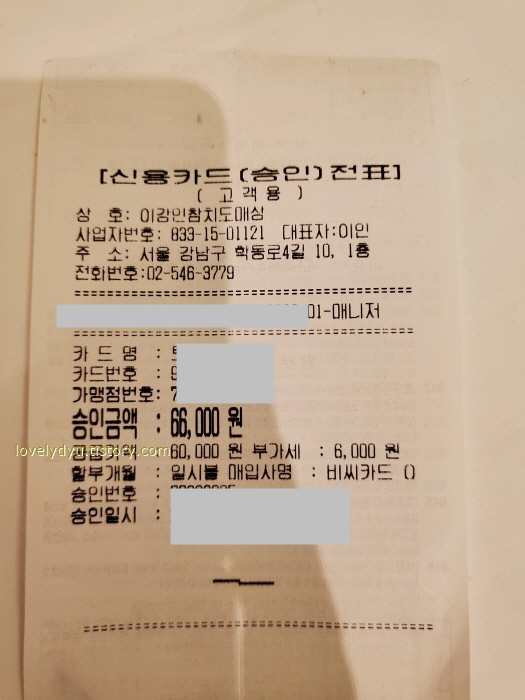 [신용카드(승인)전표]
( 고 객 용 )
상 호: 이강인참치도매상
사업자번호: 833-15-01121 대표자:이인
주 소: 서울 강남구 학동로4길 10, 1층
전화번호:02-546-3779
01-매니저
카 드 명 :
카드번호 :
가맹점번호: 7
승인금액 : 66,000 원
lovelydyu.tistory.com
60,000 원 부가세 : 6,000 원
할부개월 : 일시불 매입사명 : 비씨카드 ()
승인번호 :
승인일시 :